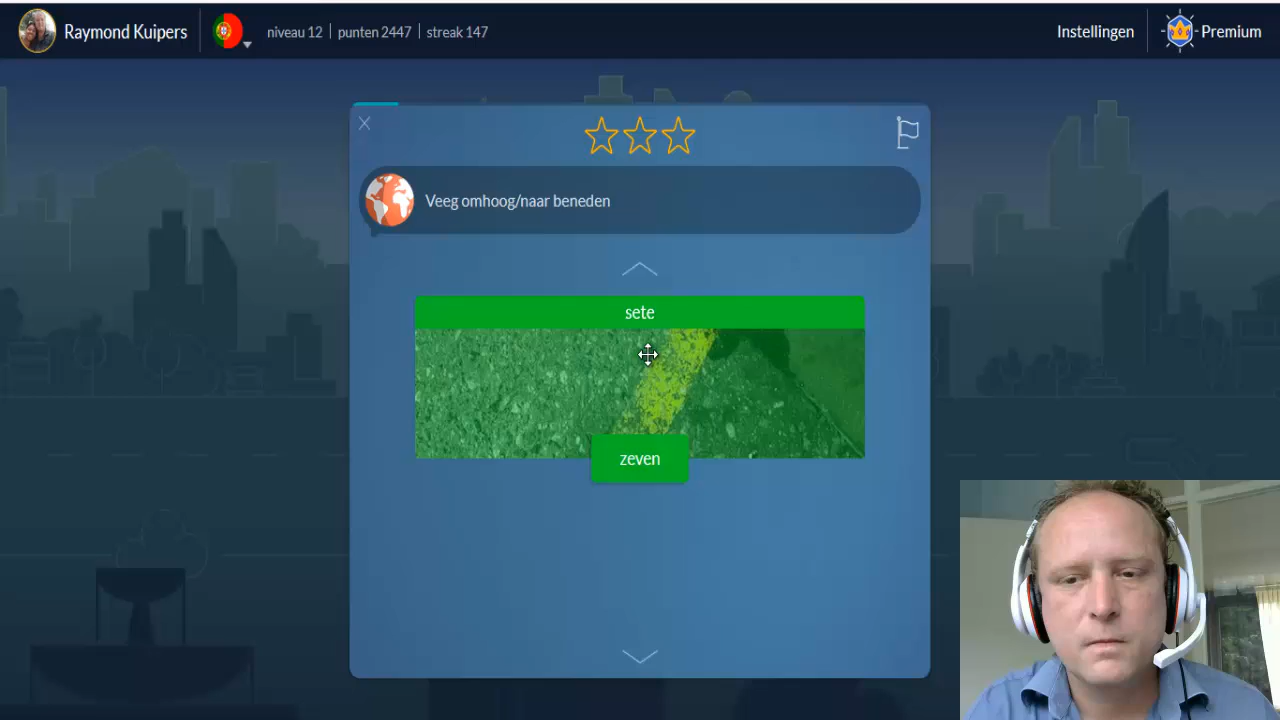 Raymond Kuipers
niveau 12 | punten 2447 | streak 147
Instellingen
Premium
Veeg omhoog/naar beneden
sete
zeven